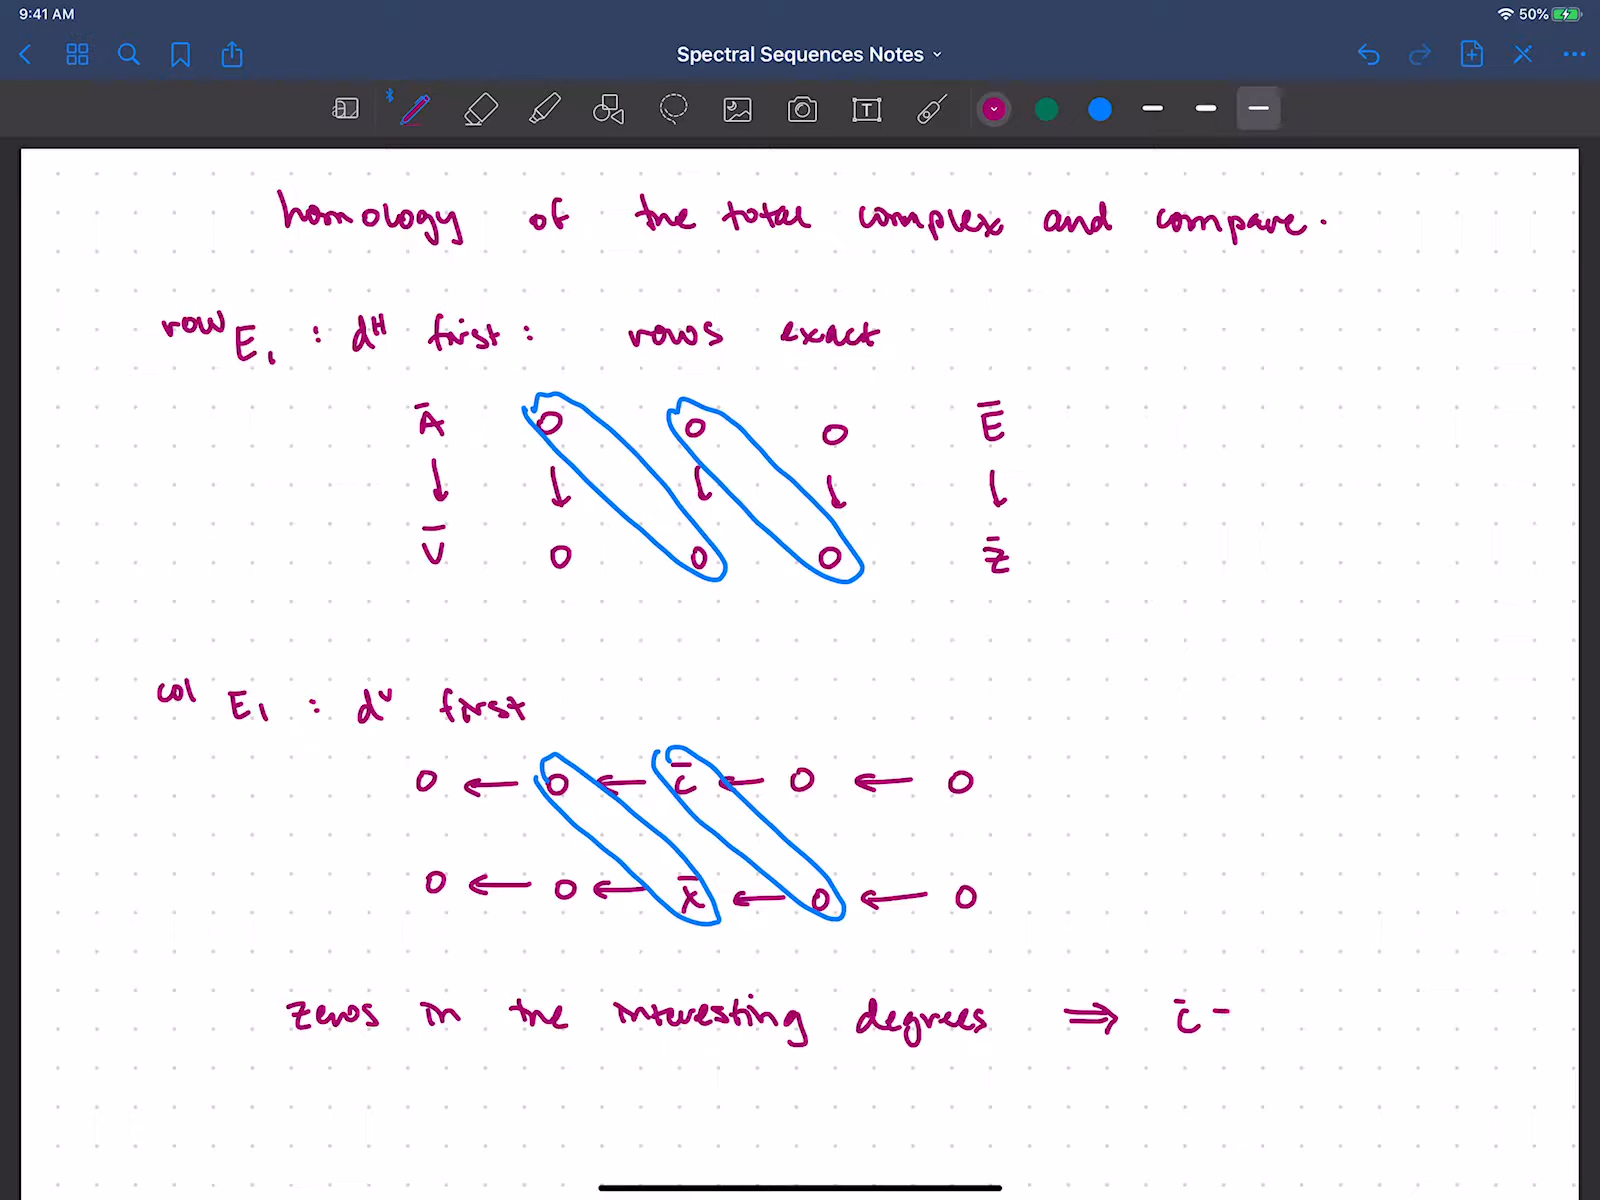 9:41 AM
50%
Spectral Sequences Notes
T
homology of the total complex and compare.
row E₁ : dᴴ first : rows exact
Ā 0 0 0 Ē
↓ ↓ ↓ ↓ ↓
V̄ 0 0 0 Z̄
col E₁ : dᵛ first
0 ← 0 ← C̄ ← 0 ← 0
0 ← 0 ← X̄ ← 0 ← 0
zeros in the interesting degrees ⇒ C̄ -